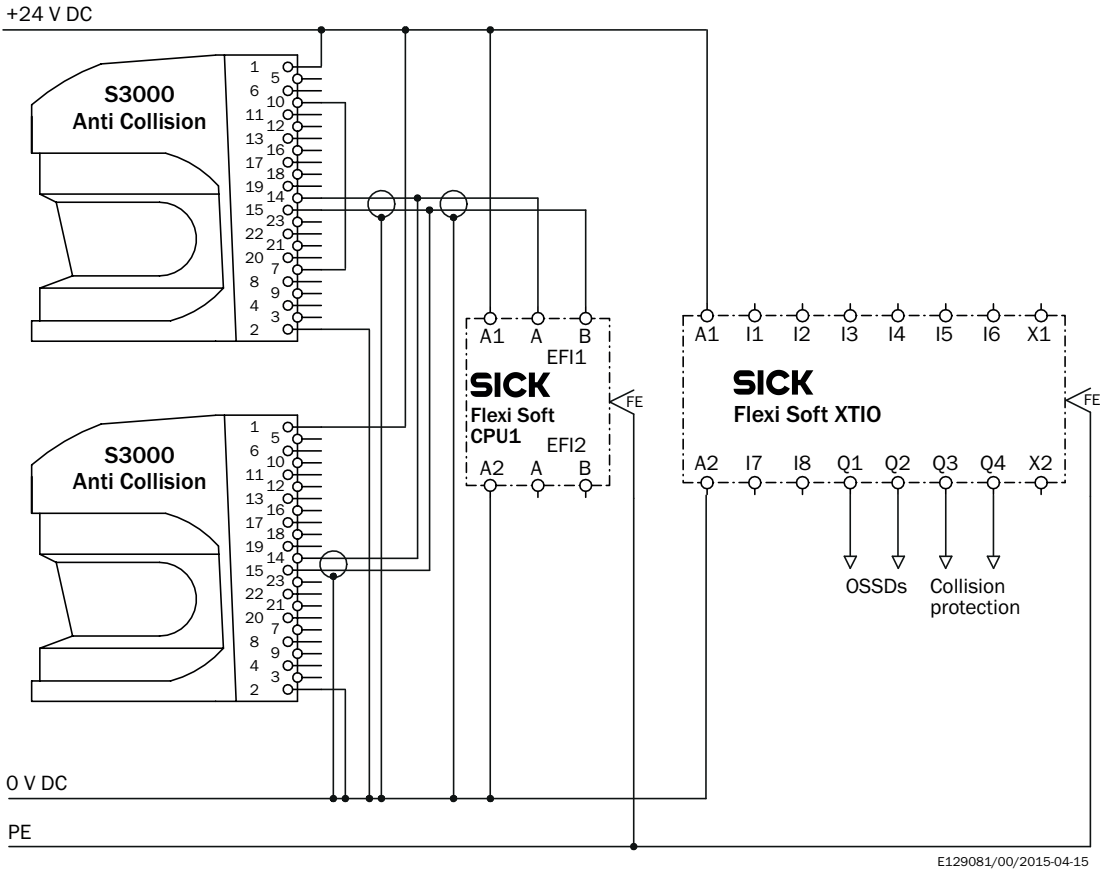 +24 V DC
S3000
Anti Collision
1
5
6
10
11
12
13
16
17
18
19
14
15
23
22
21
20
7
8
9
4
3
2
A1 A B
EFI1
SICK
Flexi Soft
CPU1
EFI2
A2 A B
FE
A1 I1 I2 I3 I4 I5 I6 X1
SICK
Flexi Soft XTIO
A2 I7 I8 Q1 Q2 Q3 Q4 X2
FE
OSSDs
Collision
protection
S3000
Anti Collision
1
5
6
10
11
12
13
16
17
18
19
14
15
23
22
21
20
7
8
9
4
3
2
0 V DC
PE
E129081/00/2015-04-15